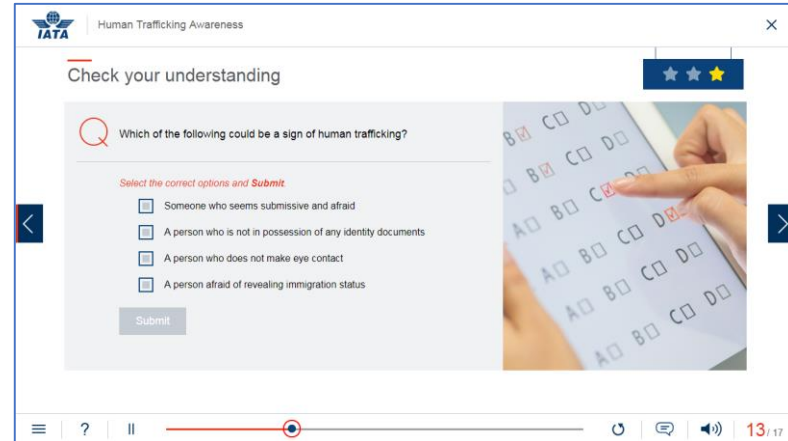 IATA
Human Trafficking Awareness
Check your understanding
Which of the following could be a sign of human trafficking?
Select the correct options and Submit
Someone who seems submissive and afraid
A person who is not in possession of any identity documents
A person who does not make eye contact
A person afraid of revealing immigration status
Submit
B C D
B C D
A B C D
A B C D
A B C D
A B C D
?
13/17